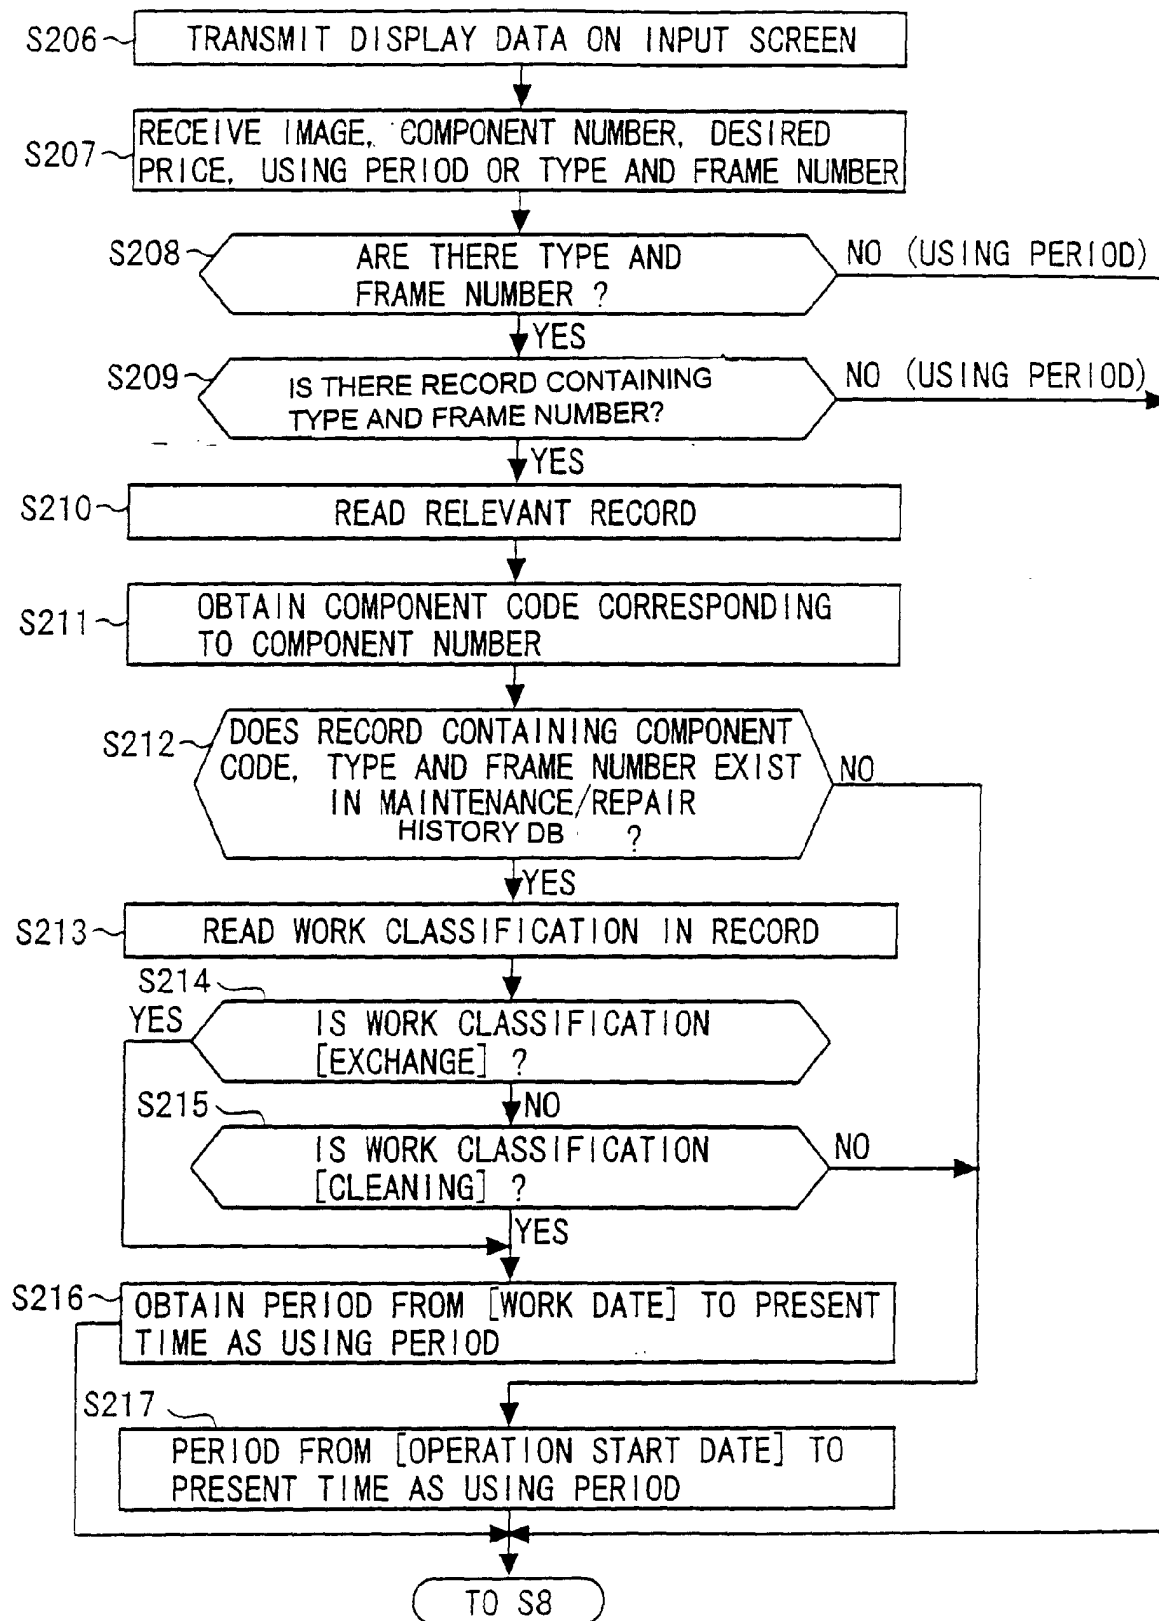 S206
TRANSMIT DISPLAY DATA ON INPUT SCREEN
S207
RECEIVE IMAGE, COMPONENT NUMBER, DESIRED
PRICE, USING PERIOD OR TYPE AND FRAME NUMBER
S208
ARE THERE TYPE AND
FRAME NUMBER ?
NO (USING PERIOD)
YES
S209
IS THERE RECORD CONTAINING
TYPE AND FRAME NUMBER?
NO (USING PERIOD)
YES
S210
READ RELEVANT RECORD
S211
OBTAIN COMPONENT CODE CORRESPONDING
TO COMPONENT NUMBER
S212
DOES RECORD CONTAINING COMPONENT
CODE, TYPE AND FRAME NUMBER EXIST
IN MAINTENANCE/REPAIR
HISTORY DB ?
NO
YES
S213
READ WORK CLASSIFICATION IN RECORD
S214
YES
IS WORK CLASSIFICATION
[EXCHANGE] ?
NO
S215
IS WORK CLASSIFICATION
[CLEANING] ?
NO
YES
S216
OBTAIN PERIOD FROM [WORK DATE] TO PRESENT
TIME AS USING PERIOD
S217
PERIOD FROM [OPERATION START DATE] TO
PRESENT TIME AS USING PERIOD
TO S8